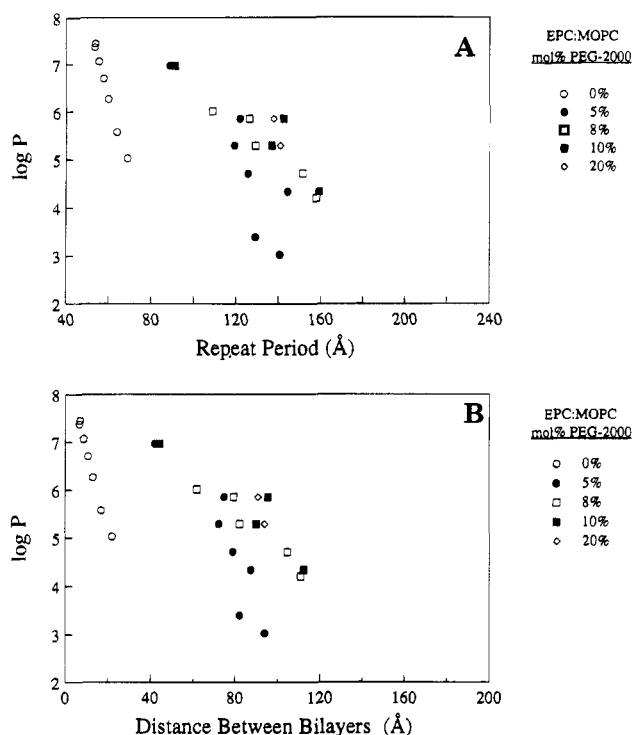 A
8
7
6
5
4
3
2
log P
40 80 120 160 200 240
Repeat Period (Å)
EPC:MOPC
mol% PEG-2000
0%
5%
8%
10%
20%
B
8
7
6
5
4
3
2
log P
0 40 80 120 160 200
Distance Between Bilayers (Å)
EPC:MOPC
mol% PEG-2000
0%
5%
8%
10%
20%